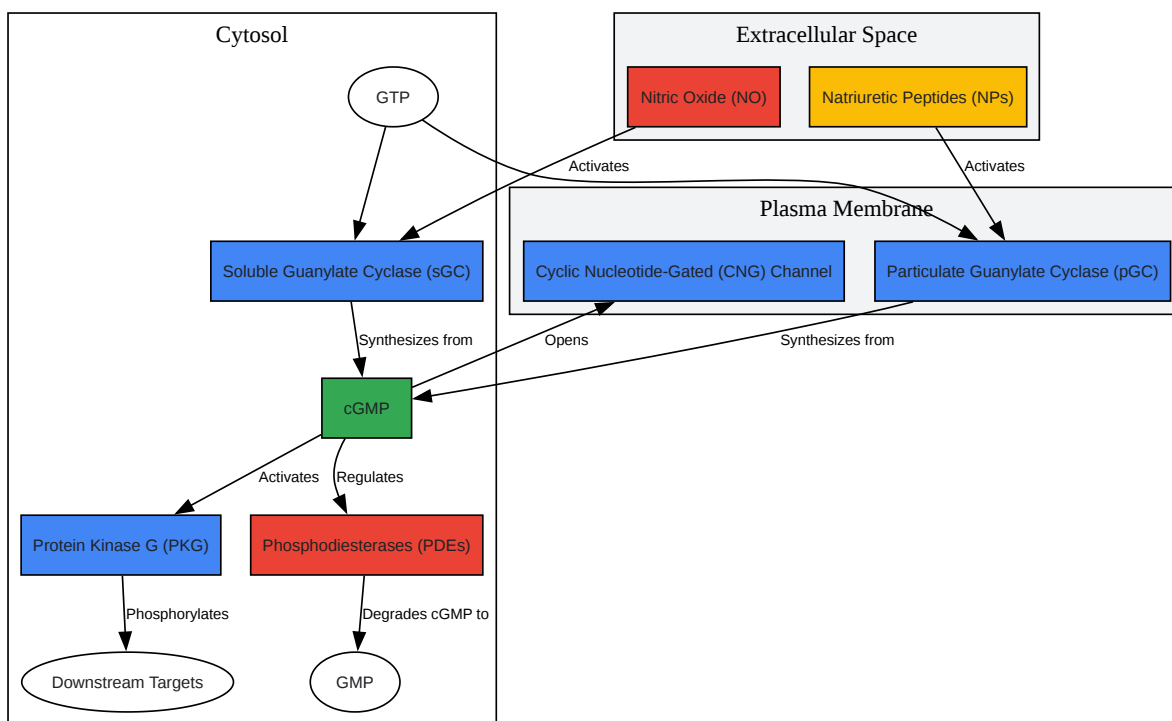 Cytosol
Extracellular Space
GTP
Nitric Oxide (NO)
Natriuretic Peptides (NPs)
Activates
Activates
Plasma Membrane
Soluble Guanylate Cyclase (sGC)
Cyclic Nucleotide-Gated (CNG) Channel
Particulate Guanylate Cyclase (pGC)
Synthesizes from
Opens
Synthesizes from
cGMP
Activates
Regulates
Protein Kinase G (PKG)
Phosphodiesterases (PDEs)
Phosphorylates
Degrades cGMP to
Downstream Targets
GMP